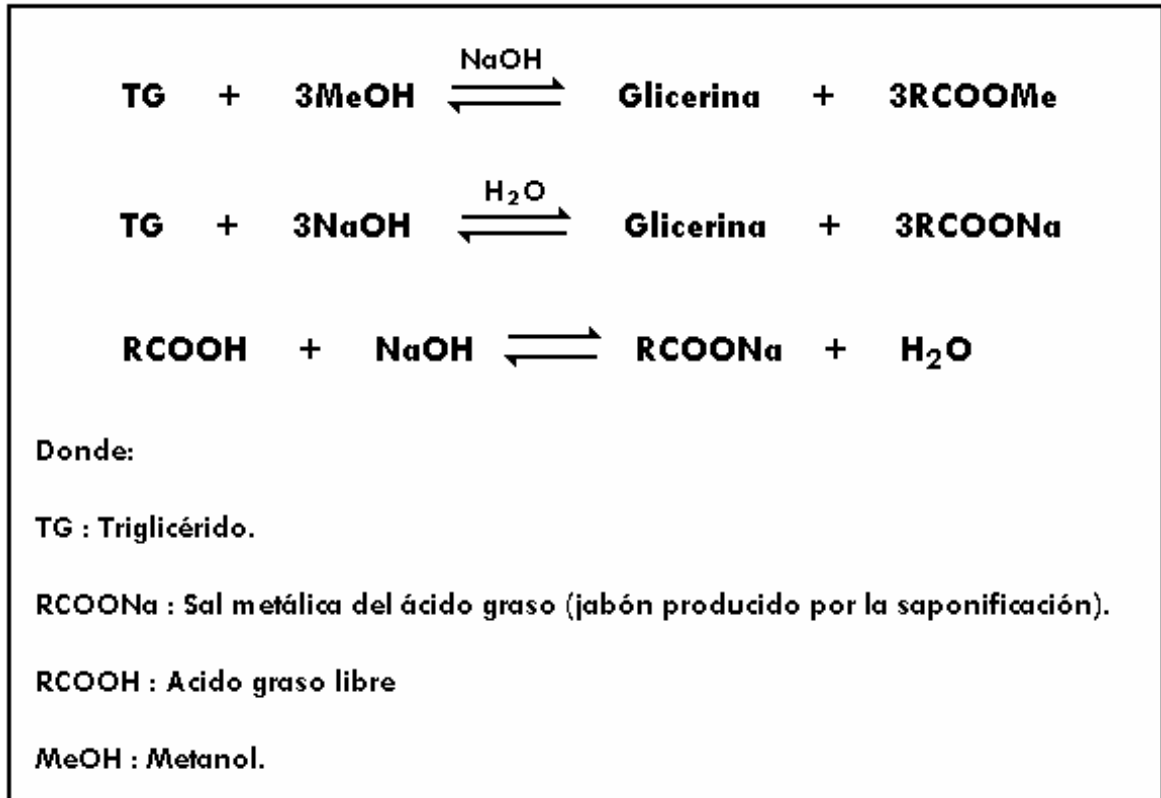 NaOH
TG + 3MeOH ⇌ Glicerina + 3RCOOMe
H₂O
TG + 3NaOH ⇌ Glicerina + 3RCOONa
RCOOH + NaOH ⇌ RCOONa + H₂O
Donde:
TG : Triglicérido.
RCOONa : Sal metálica del ácido graso (jabón producido por la saponificación).
RCOOH : Acido graso libre
MeOH : Metanol.